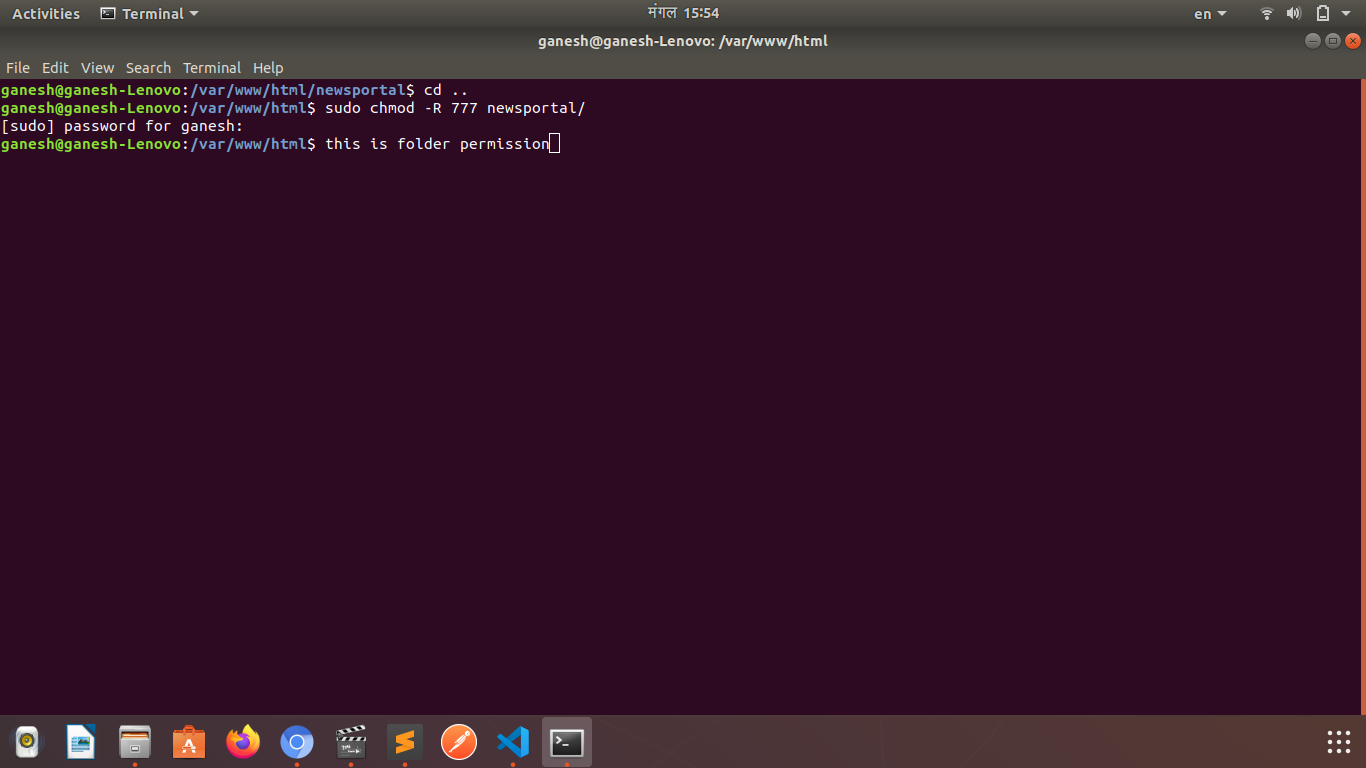 Activities Terminal मंगल 15:54 en
ganesh@ganesh-Lenovo: /var/www/html
File Edit View Search Terminal Help
ganesh@ganesh-Lenovo:/var/www/html/newsportal$ cd ..
ganesh@ganesh-Lenovo:/var/www/html$ sudo chmod -R 777 newsportal/
[sudo] password for ganesh:
ganesh@ganesh-Lenovo:/var/www/html$ this is folder permission